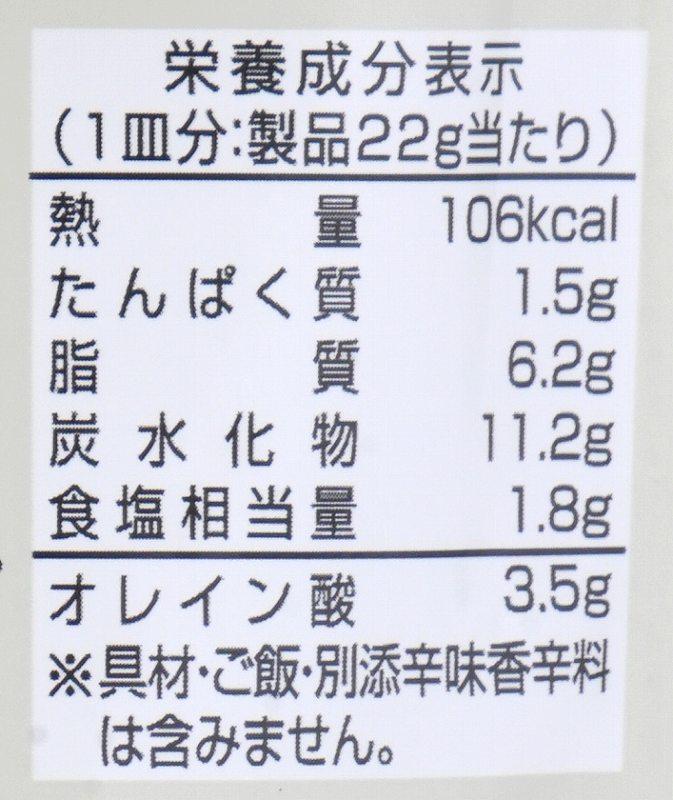 栄養成分表示
(1皿分:製品22g当たり)
熱量 106kcal
たんぱく質 1.5g
脂質 6.2g
炭水化物 11.2g
食塩相当量 1.8g
オレイン酸 3.5g
※具材・ご飯・別添辛味香辛料
は含みません。